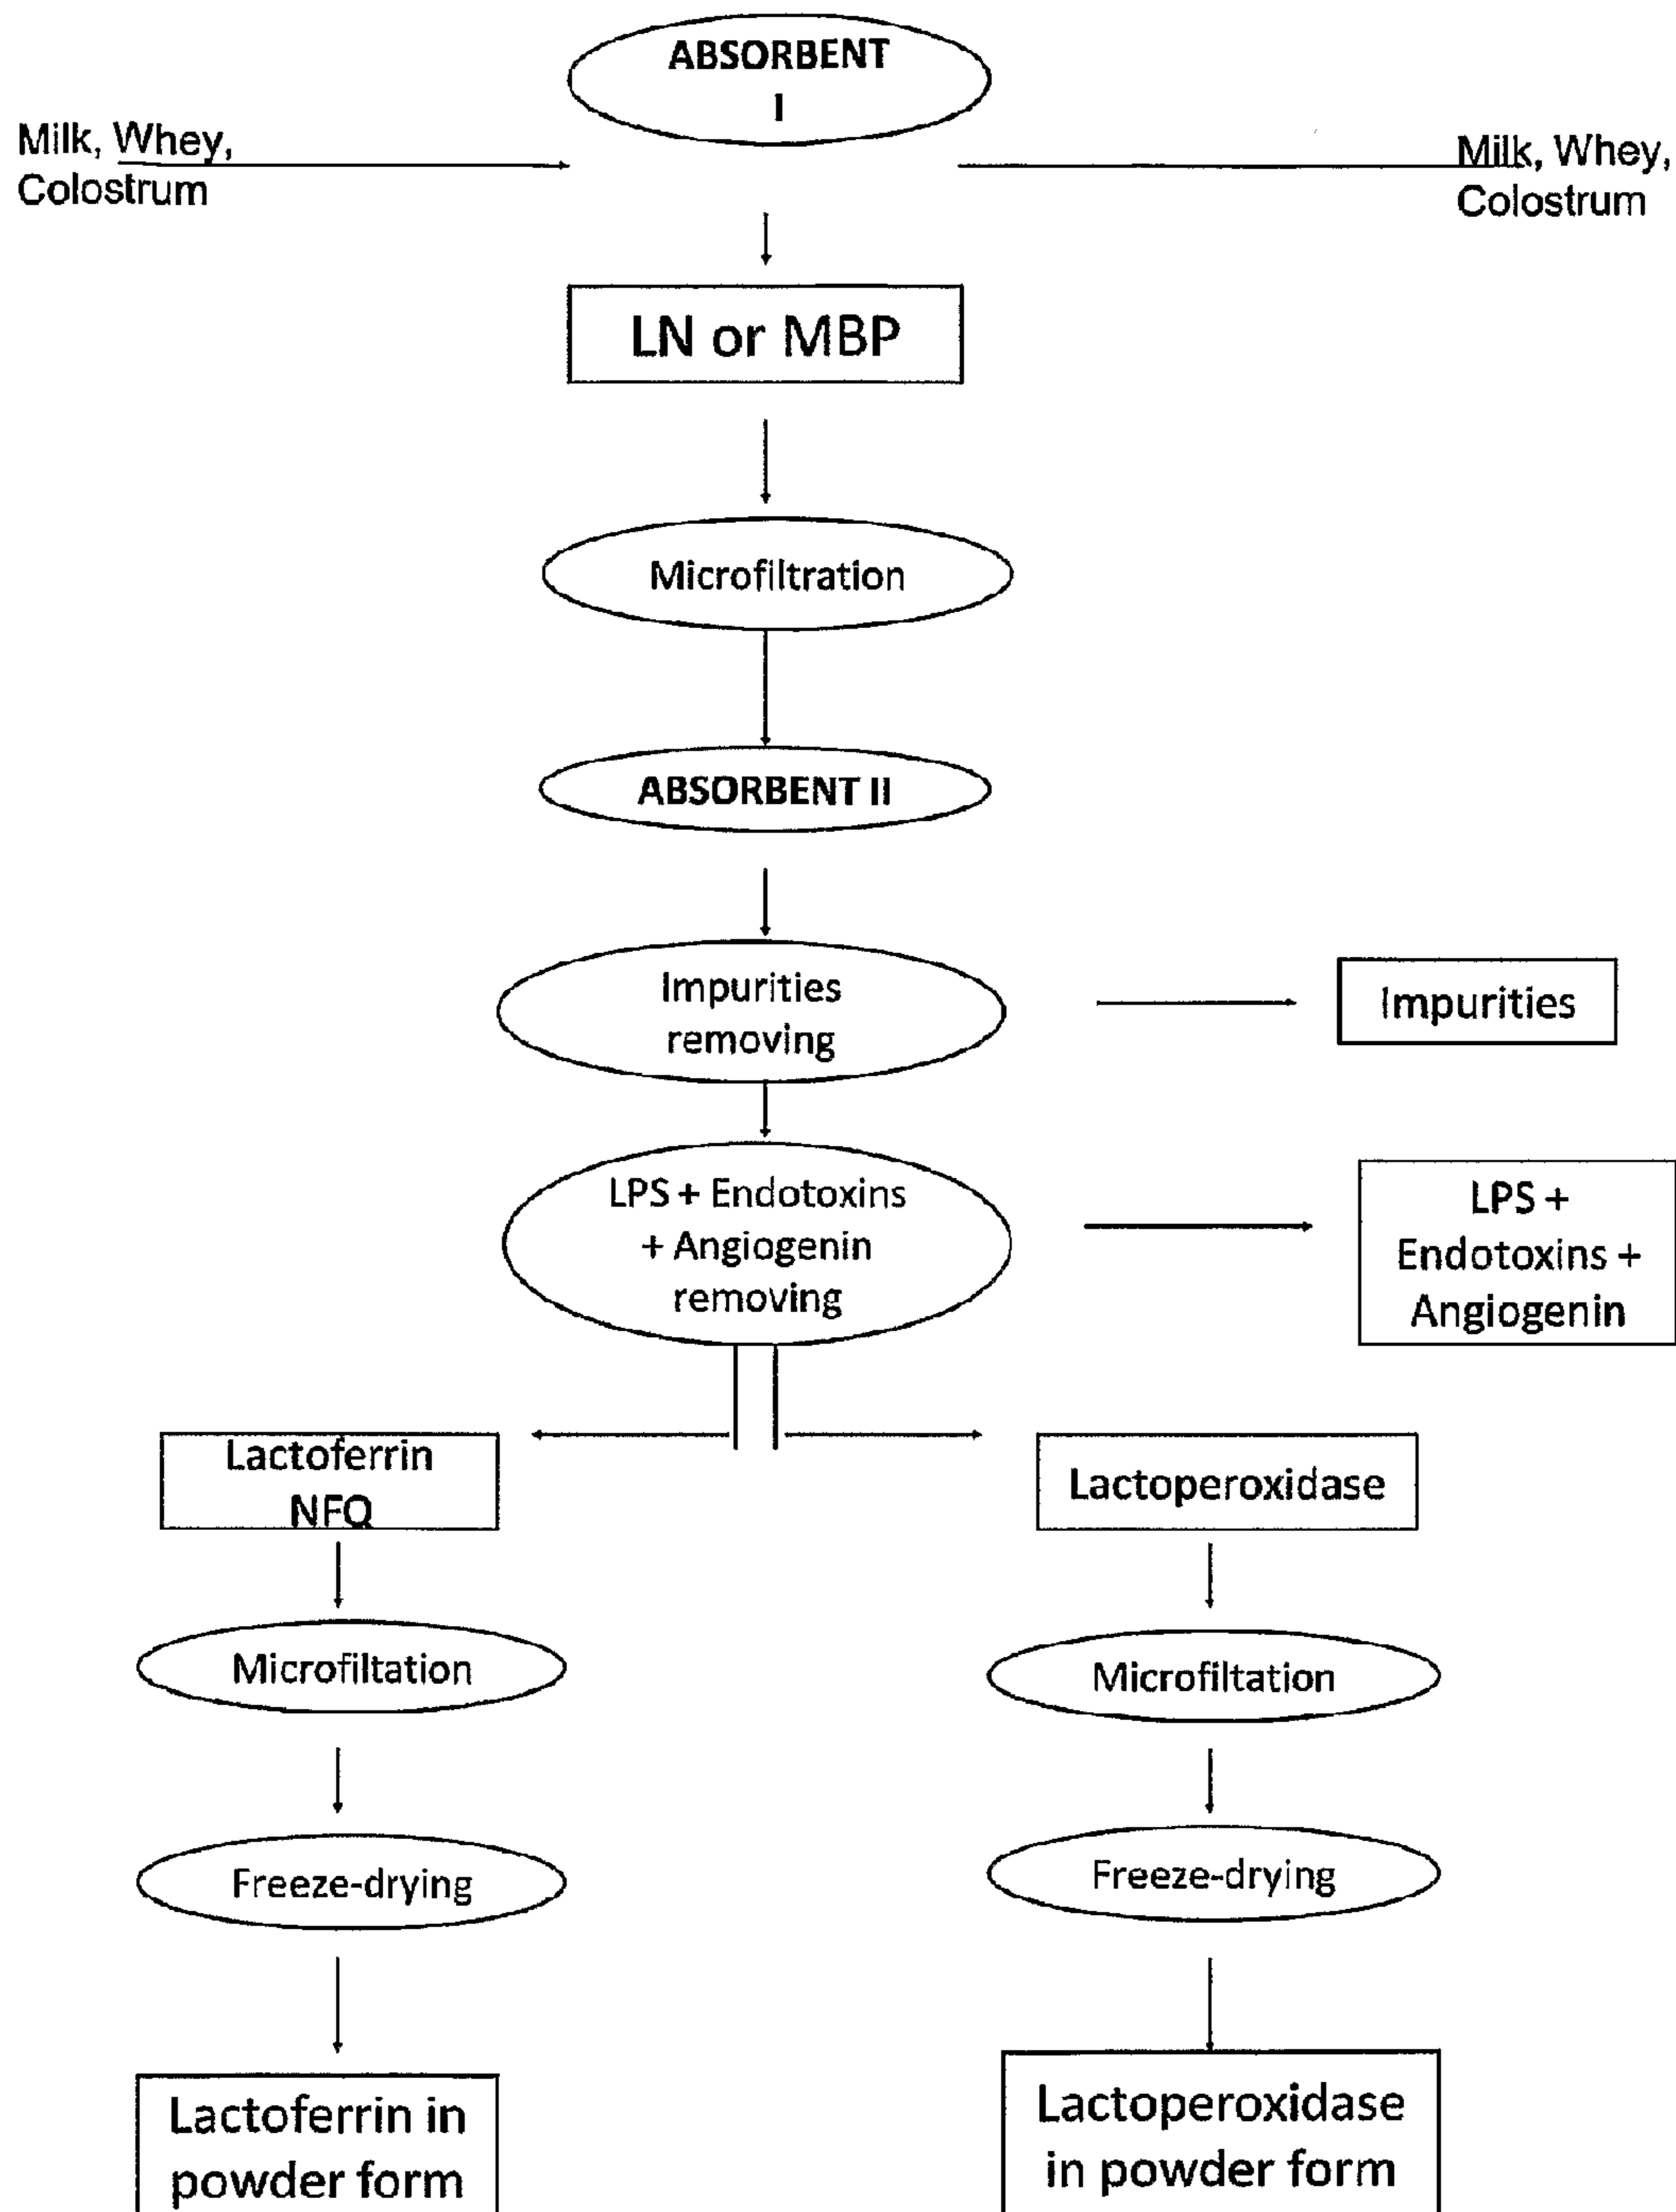 ABSORBENT
I
Milk, Whey,
Colostrum
Milk, Whey,
Colostrum
LN or MBP
Microfiltration
ABSORBENT II
Impurities
removing
Impurities
LPS + Endotoxins
+ Angiogenin
removing
LPS +
Endotoxins +
Angiogenin
Lactoferrin
NFQ
Lactoperoxidase
Microfiltation
Microfiltation
Freeze-drying
Freeze-drying
Lactoferrin in
powder form
Lactoperoxidase
in powder form